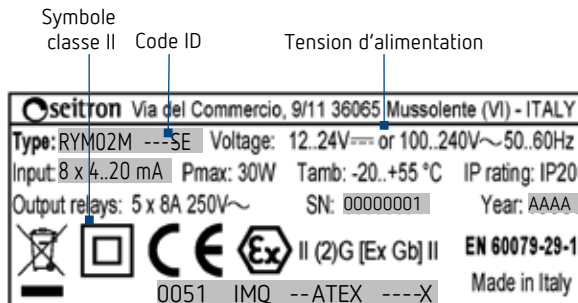 Symbole
classe II Code ID Tension d'alimentation
seitron Via del Commercio, 9/11 36065 Mussolente (VI) - ITALY
Type: RYM02M ---SE Voltage: 12..24V⎓ or 100..240V~ 50..60Hz
Input: 8 x 4..20 mA Pmax: 30W Tamb: -20..+55 °C IP rating: IP20
Output relays: 5 x 8A 250V~ SN: 00000001 Year: AAAA
CE Ex II (2)G [Ex Gb] II EN 60079-29-1
0051 IMQ --ATEX ----X Made in Italy